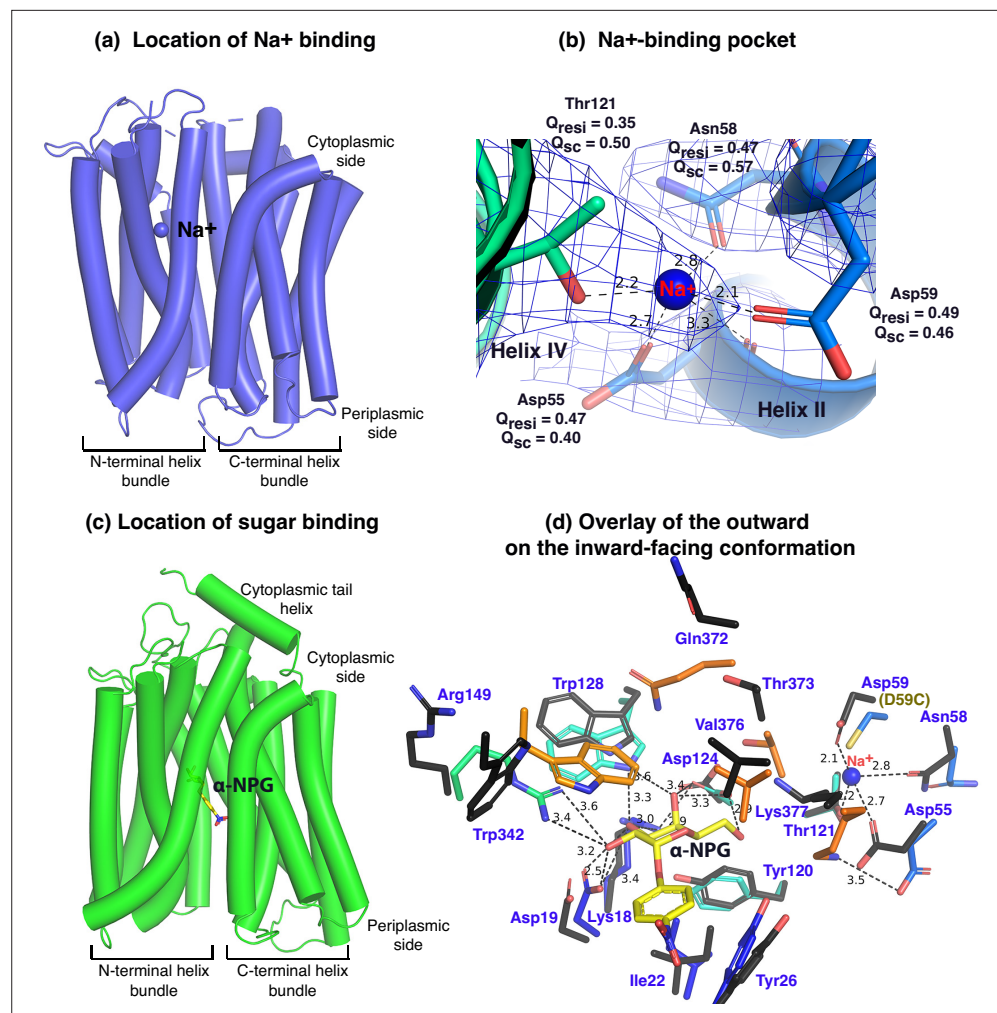 (a) Location of Na+ binding
Cytoplasmic
side
Na+
Periplasmic
side
N-terminal helix
bundle
C-terminal helix
bundle
(b) Na+-binding pocket
Thr121
Qresi = 0.35
Qsc = 0.50
Asn58
Qresi = 0.47
Qsc = 0.57
2.8
2.2
Na+
2.1
2.7
3.3
Asp59
Qresi = 0.49
Qsc = 0.46
Helix IV
Asp55
Qresi = 0.47
Qsc = 0.40
Helix II
(c) Location of sugar binding
Cytoplasmic tail
helix
Cytoplasmic
side
α-NPG
Periplasmic
side
N-terminal helix
bundle
C-terminal helix
bundle
(d) Overlay of the outward
on the inward-facing conformation
Gln372
Arg149
Trp128
Thr373
Asp59
(D59C)
Asn58
Val376
Na+
Asp124
2.1
2.8
3.6
3.4
3.3
3.3
2.9
2.7
3.6
3.4
3.0
Lys377
Asp55
Trp342
Thr121
3.2
α-NPG
2.5
3.4
Tyr120
3.5
Asp19
Lys18
Ile22
Tyr26